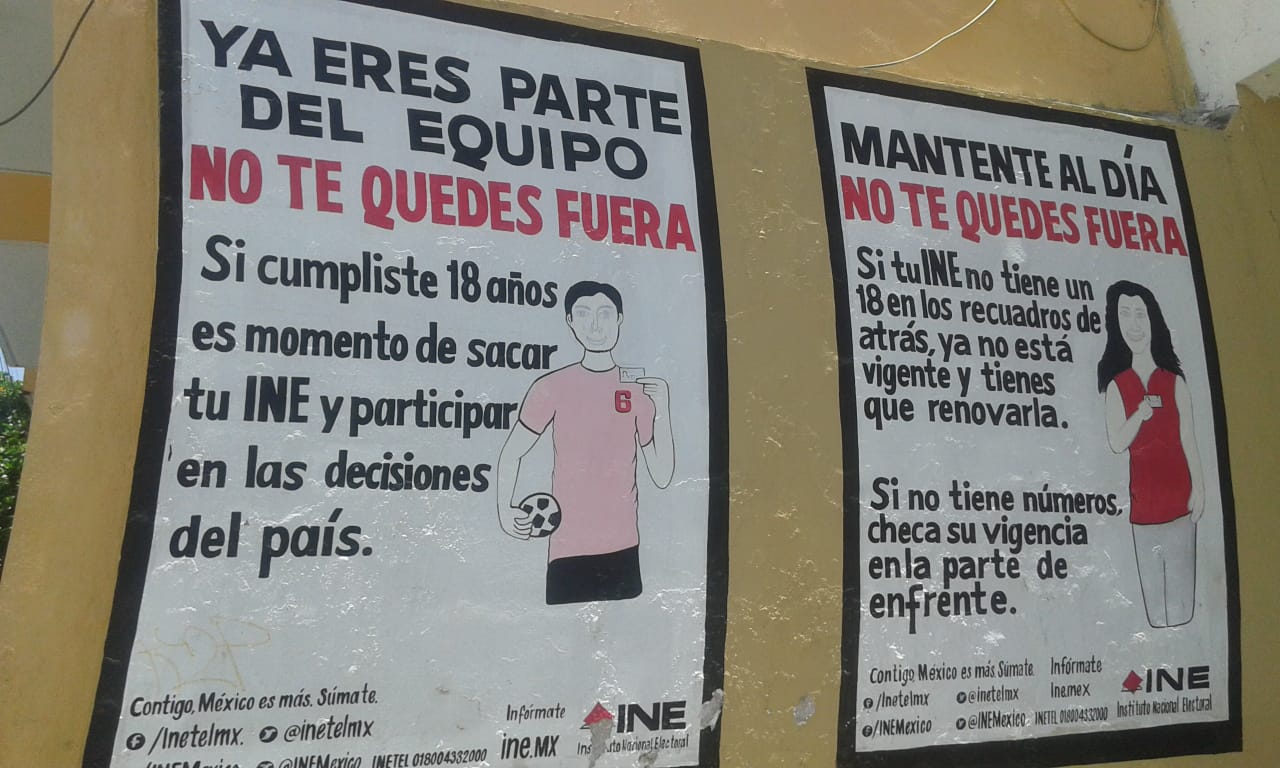 YA ERES PARTE
DEL EQUIPO
NO TE QUEDES FUERA
Si cumpliste 18 años
es momento de sacar
tu INE y participar
en las decisiones
del país.
6
Contigo, México es más. Súmate.
/Inetelmx. @inetelmx
/INEMexico @INEMexico INETEL 018004332000
Infórmate
ine.MX
INE
Instituto Nacional Electoral
MANTENTE AL DÍA
NO TE QUEDES FUERA
Si tu INE no tiene un
18 en los recuadros de
atrás, ya no está
vigente y tienes
que renovarla.
Si no tiene números,
checa su vigencia
enla parte de
enfrente.
Contigo, México es más. Súmate.
/Inetelmx @inetelmx
/INEMexico @INEMexico INETEL 018004332000
Infórmate
Ine.mex
INE
Instituto Nacional Electoral